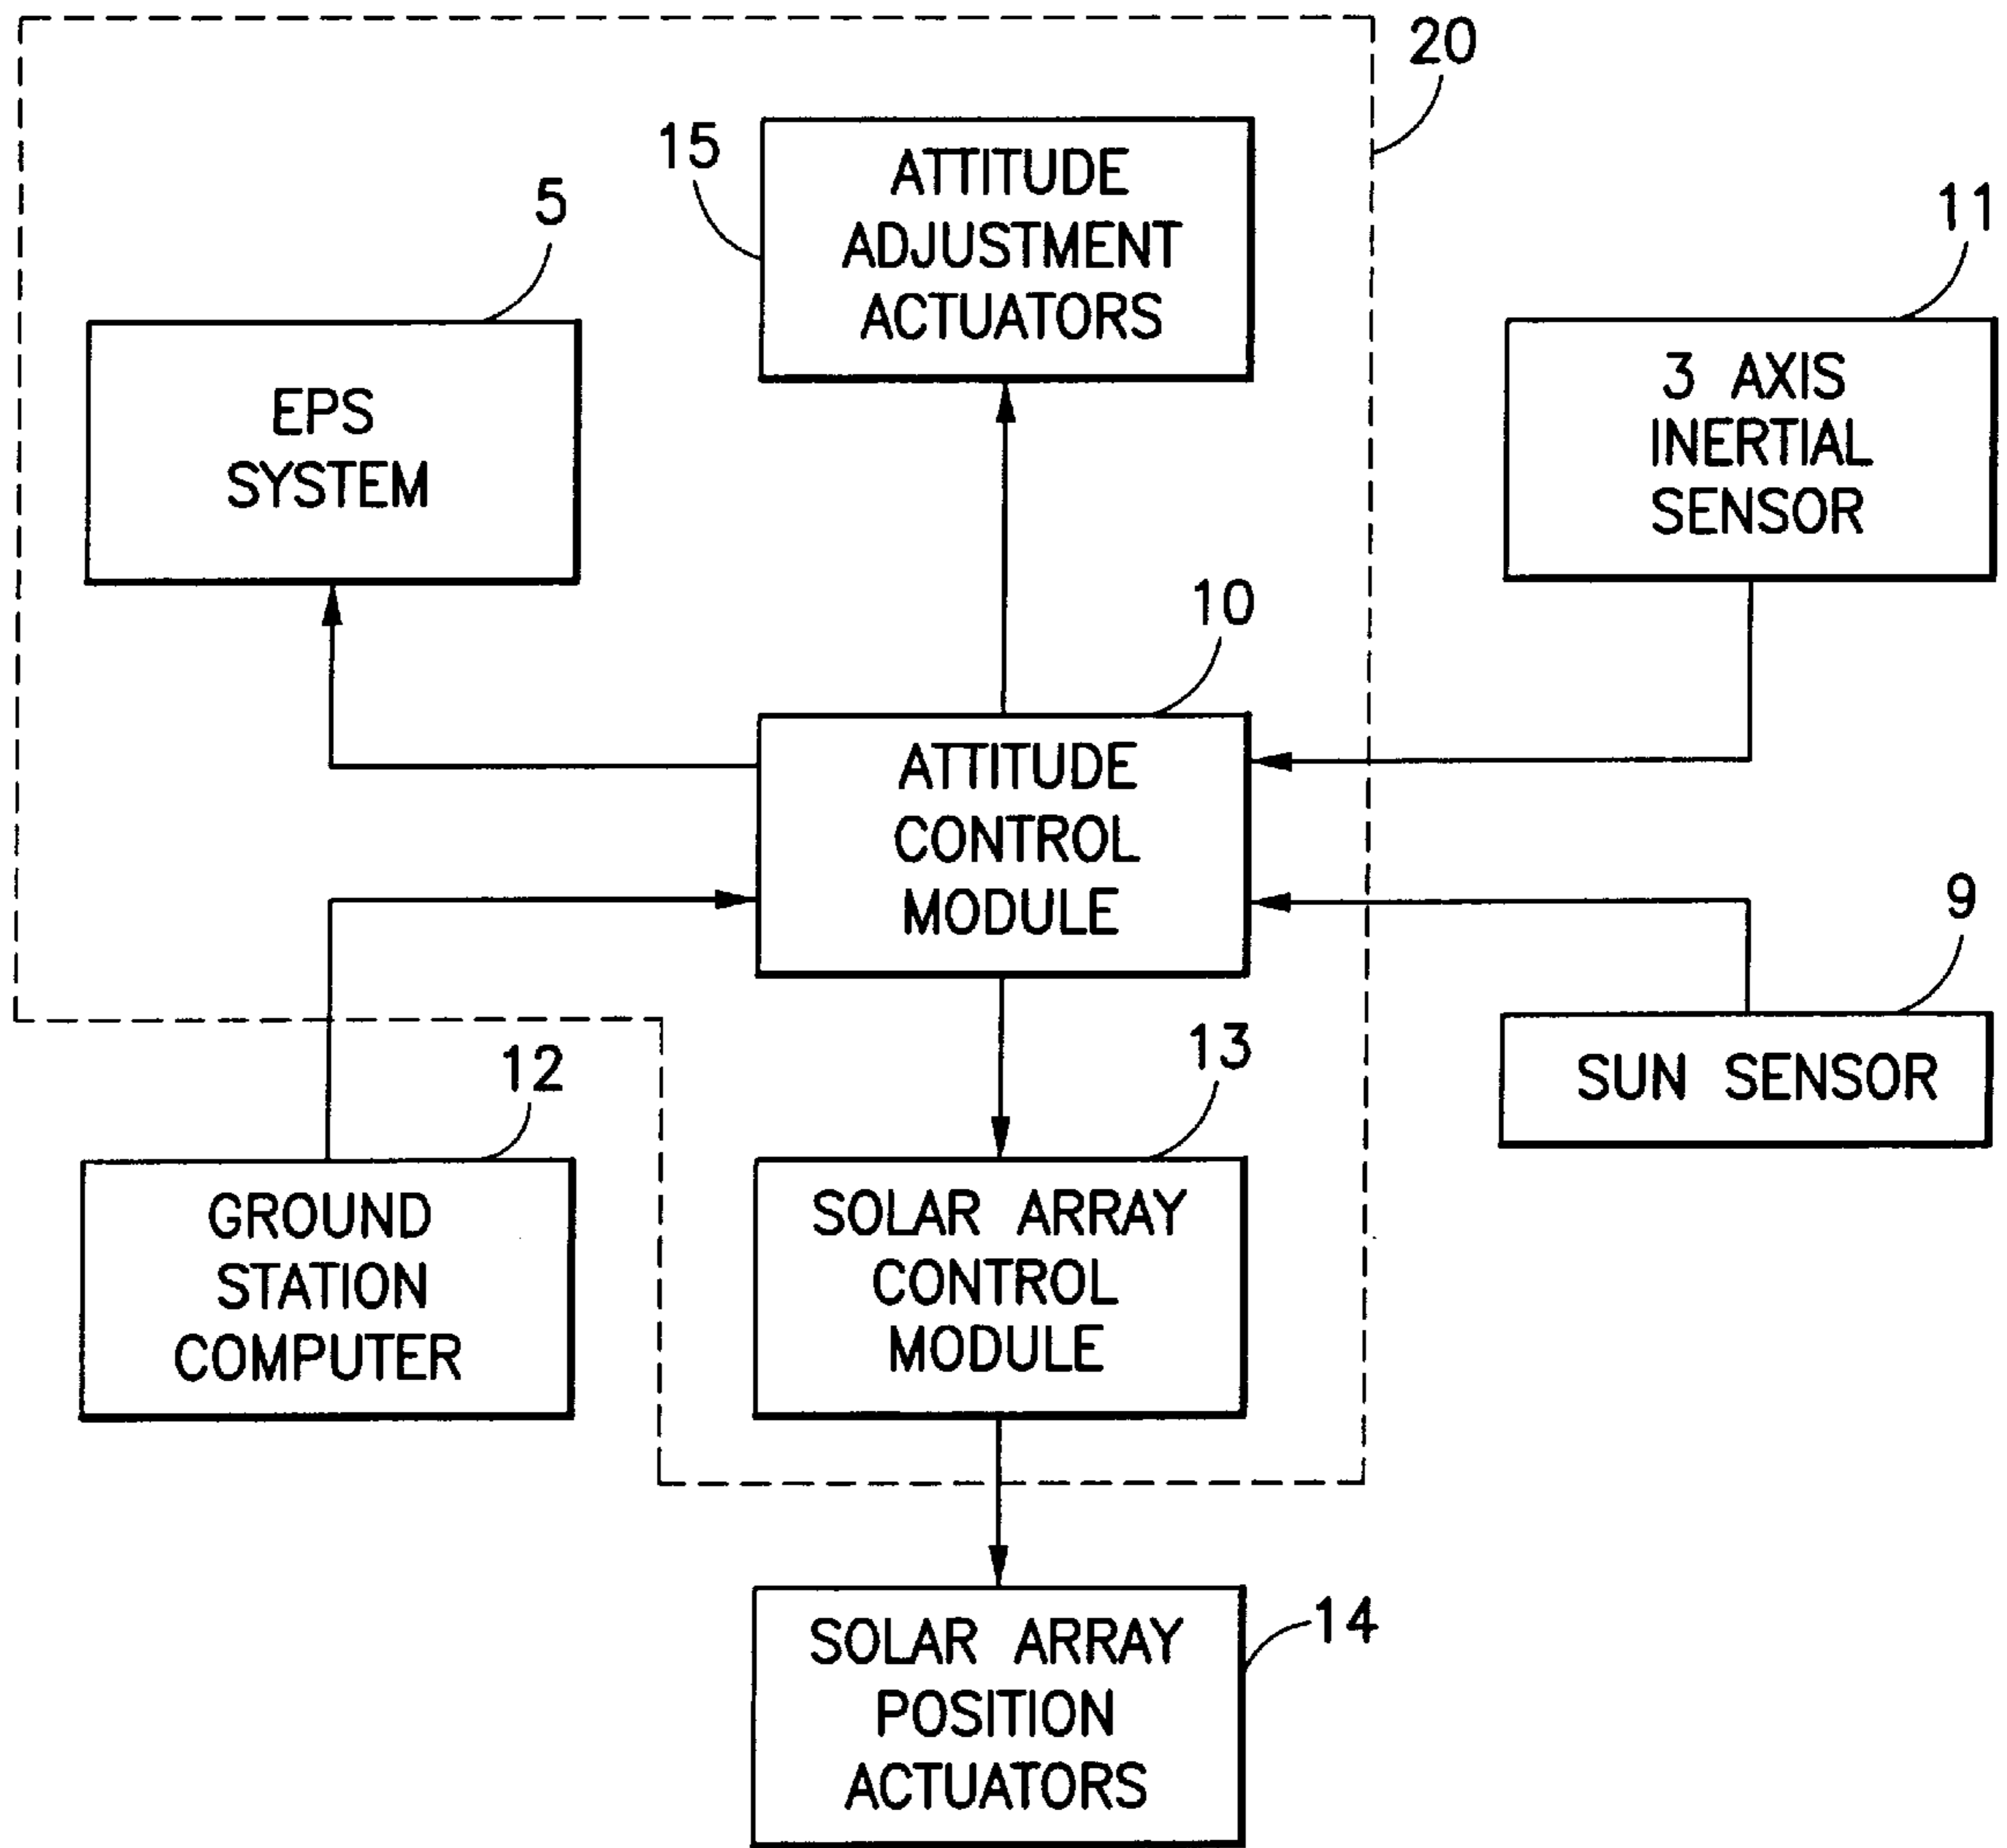 20
15
ATTITUDE
ADJUSTMENT
ACTUATORS
5
EPS
SYSTEM
11
3 AXIS
INERTIAL
SENSOR
10
ATTITUDE
CONTROL
MODULE
9
SUN SENSOR
12
GROUND
STATION
COMPUTER
13
SOLAR ARRAY
CONTROL
MODULE
14
SOLAR ARRAY
POSITION
ACTUATORS